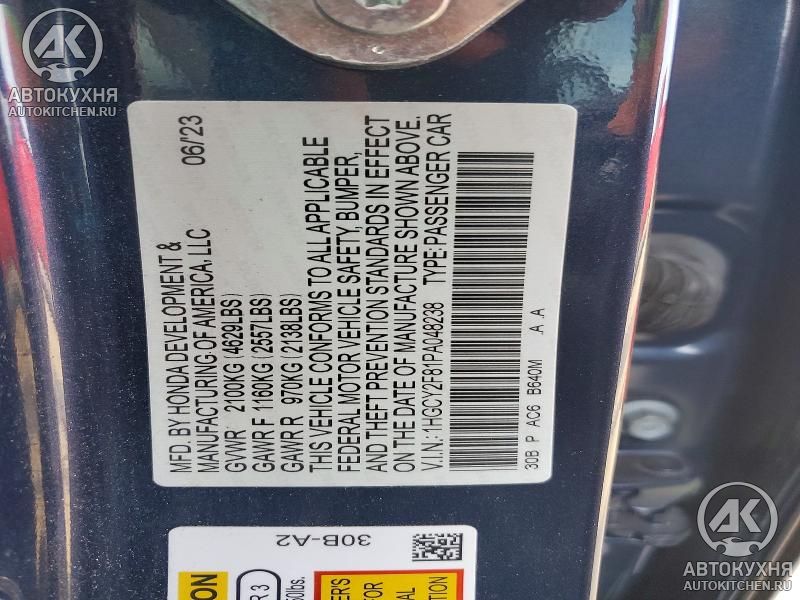 MFD. BY HONDA DEVELOPMENT &
MANUFACTURING OF AMERICA, LLC
06/'23
GVWR 2100KG (4629LBS)
GAWR F 1160KG (2557LBS)
GAWR R 970KG (2138LBS)
THIS VEHICLE CONFORMS TO ALL APPLICABLE
FEDERAL MOTOR VEHICLE SAFETY, BUMPER,
AND THEFT PREVENTION STANDARDS IN EFFECT
ON THE DATE OF MANUFACTURE SHOWN ABOVE.
V.I.N.: 1HGCY2F81PA048238 TYPE: PASSENGER CAR
30B P AC6 B640M A A
30B-A2
АК
АВТОКУХНЯ
AUTOKITCHEN.RU
АК
АВТОКУХНЯ
AUTOKITCHEN.RU